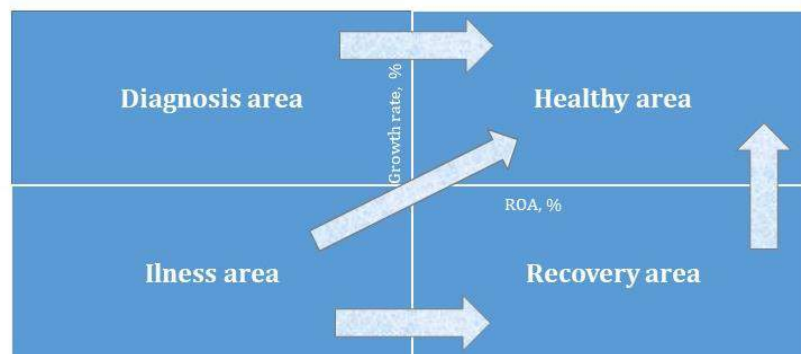 Diagnosis area
Growth rate, %
Healthy area
ROA, %
Ilness area
Recovery area